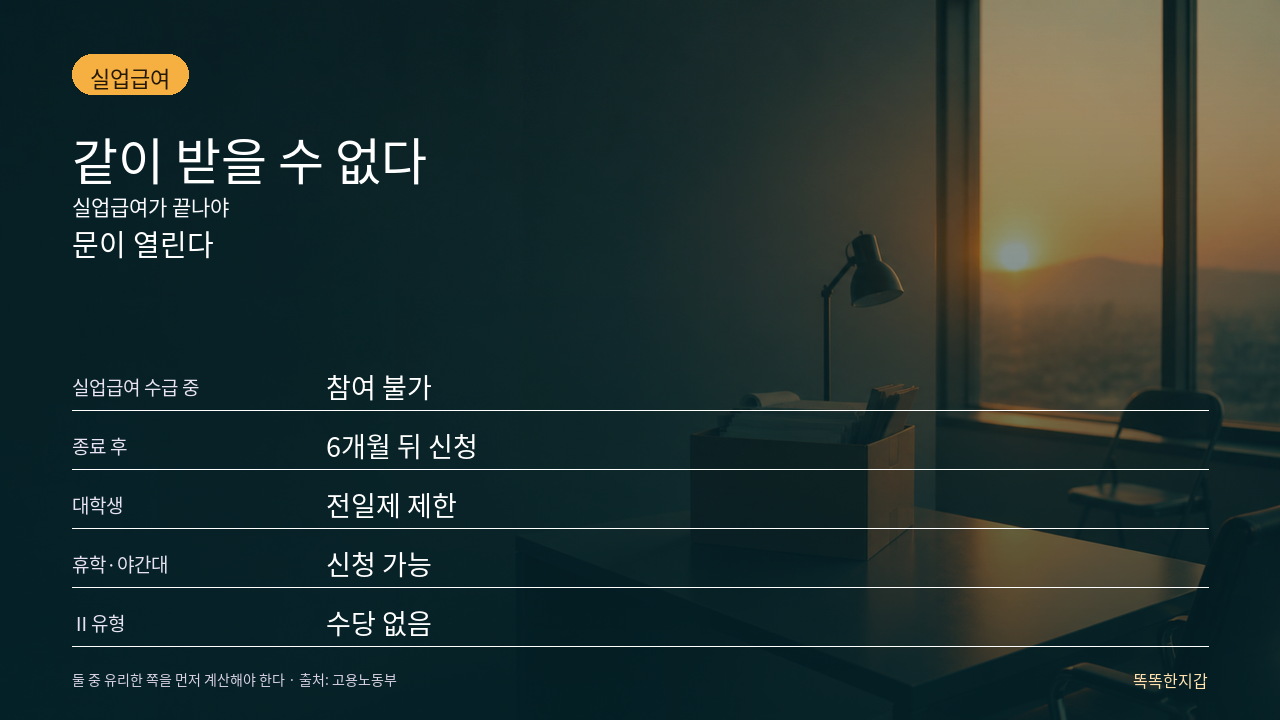 실업급여
같이 받을 수 없다
실업급여가 끝나야
문이 열린다
실업급여 수급 중 참여 불가
종료 후 6개월 뒤 신청
대학생 전일제 제한
휴학·야간대 신청 가능
Ⅱ유형 수당 없음
둘 중 유리한 쪽을 먼저 계산해야 한다 · 출처: 고용노동부
똑똑한지갑